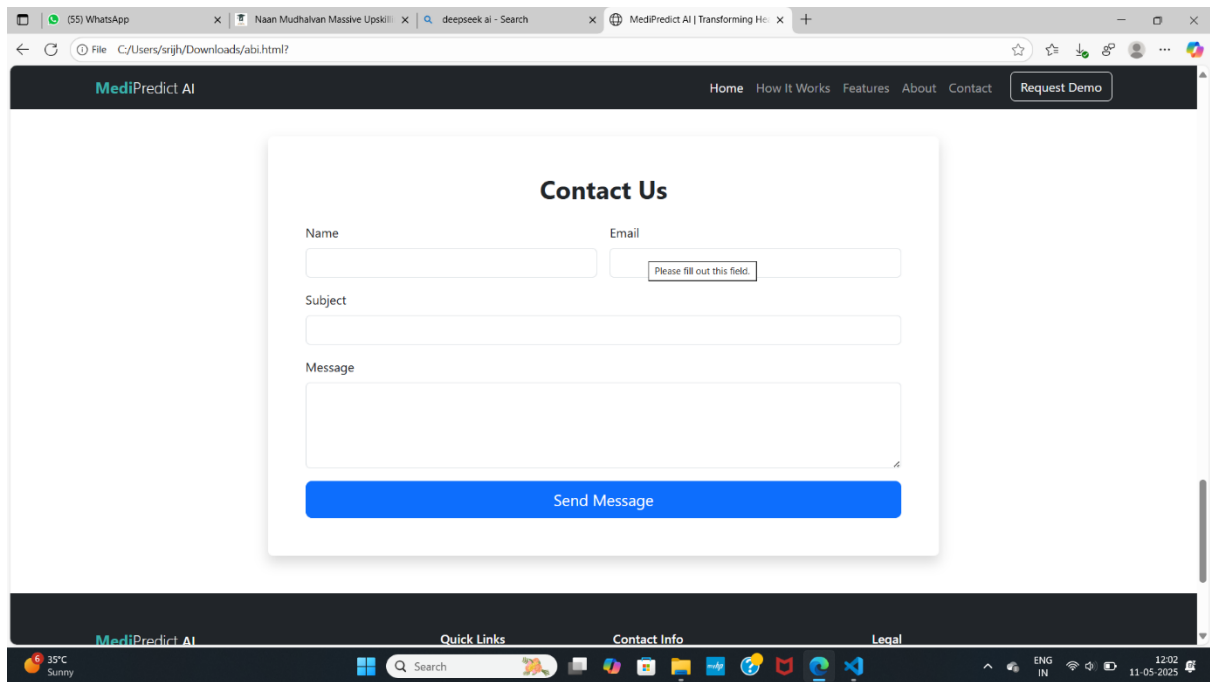 (55) WhatsApp
Naan Mudhalvan Massive Upskilli
deepseek ai - Search
MediPredict AI | Transforming He
File C:/Users/srijh/Downloads/abi.html?
MediPredict AI
Home How It Works Features About Contact Request Demo
Contact Us
Name Email
Please fill out this field.
Subject
Message
Send Message
MediPredict AI Quick Links Contact Info Legal
6 35°C
Sunny
Search
ENG
IN
12:02
11-05-2025